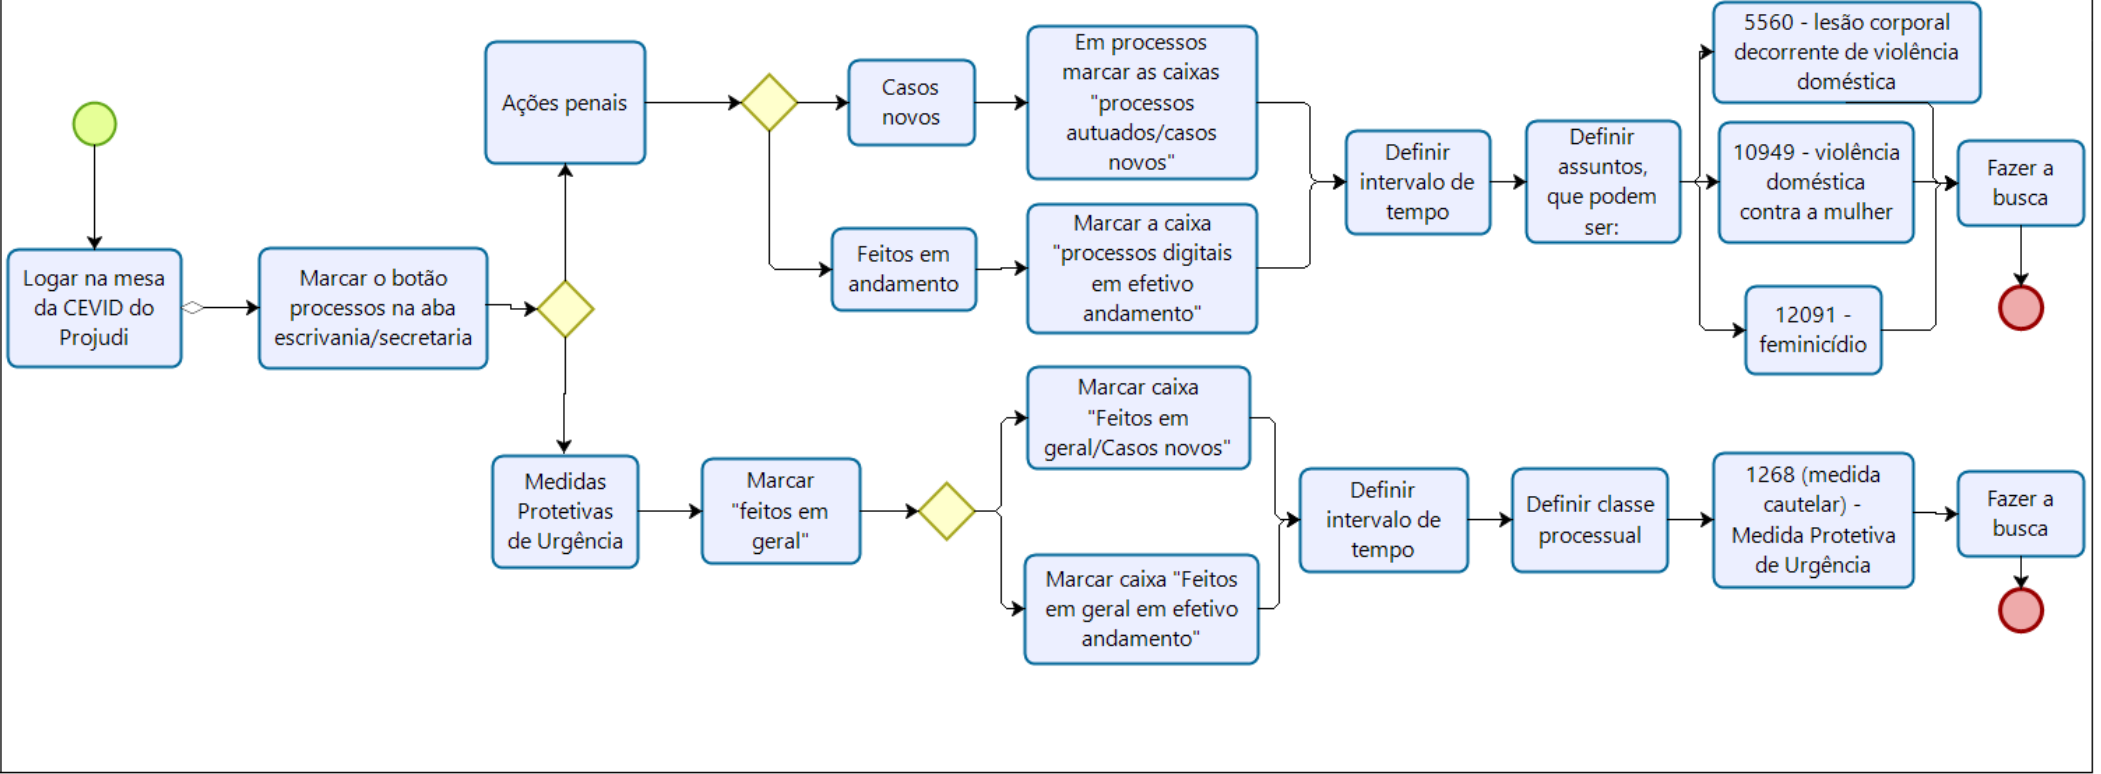 Logar na mesa
da CEVID do
Projudi
Marcar o botão
processos na aba
escrivania/secretaria
Ações penais
Casos
novos
Em processos
marcar as caixas
"processos
autuados/casos
novos"
Feitos em
andamento
Marcar a caixa
"processos digitais
em efetivo
andamento"
Definir
intervalo de
tempo
Definir
assuntos,
que podem
ser:
5560 - lesão corporal
decorrente de violência
doméstica
10949 - violência
doméstica
contra a mulher
12091 -
feminicídio
Fazer a
busca
Medidas
Protetivas
de Urgência
Marcar
"feitos em
geral"
Marcar caixa
"Feitos em
geral/Casos novos"
Marcar caixa "Feitos
em geral em efetivo
andamento"
Definir
intervalo de
tempo
Definir classe
processual
1268 (medida
cautelar) -
Medida Protetiva
de Urgência
Fazer a
busca